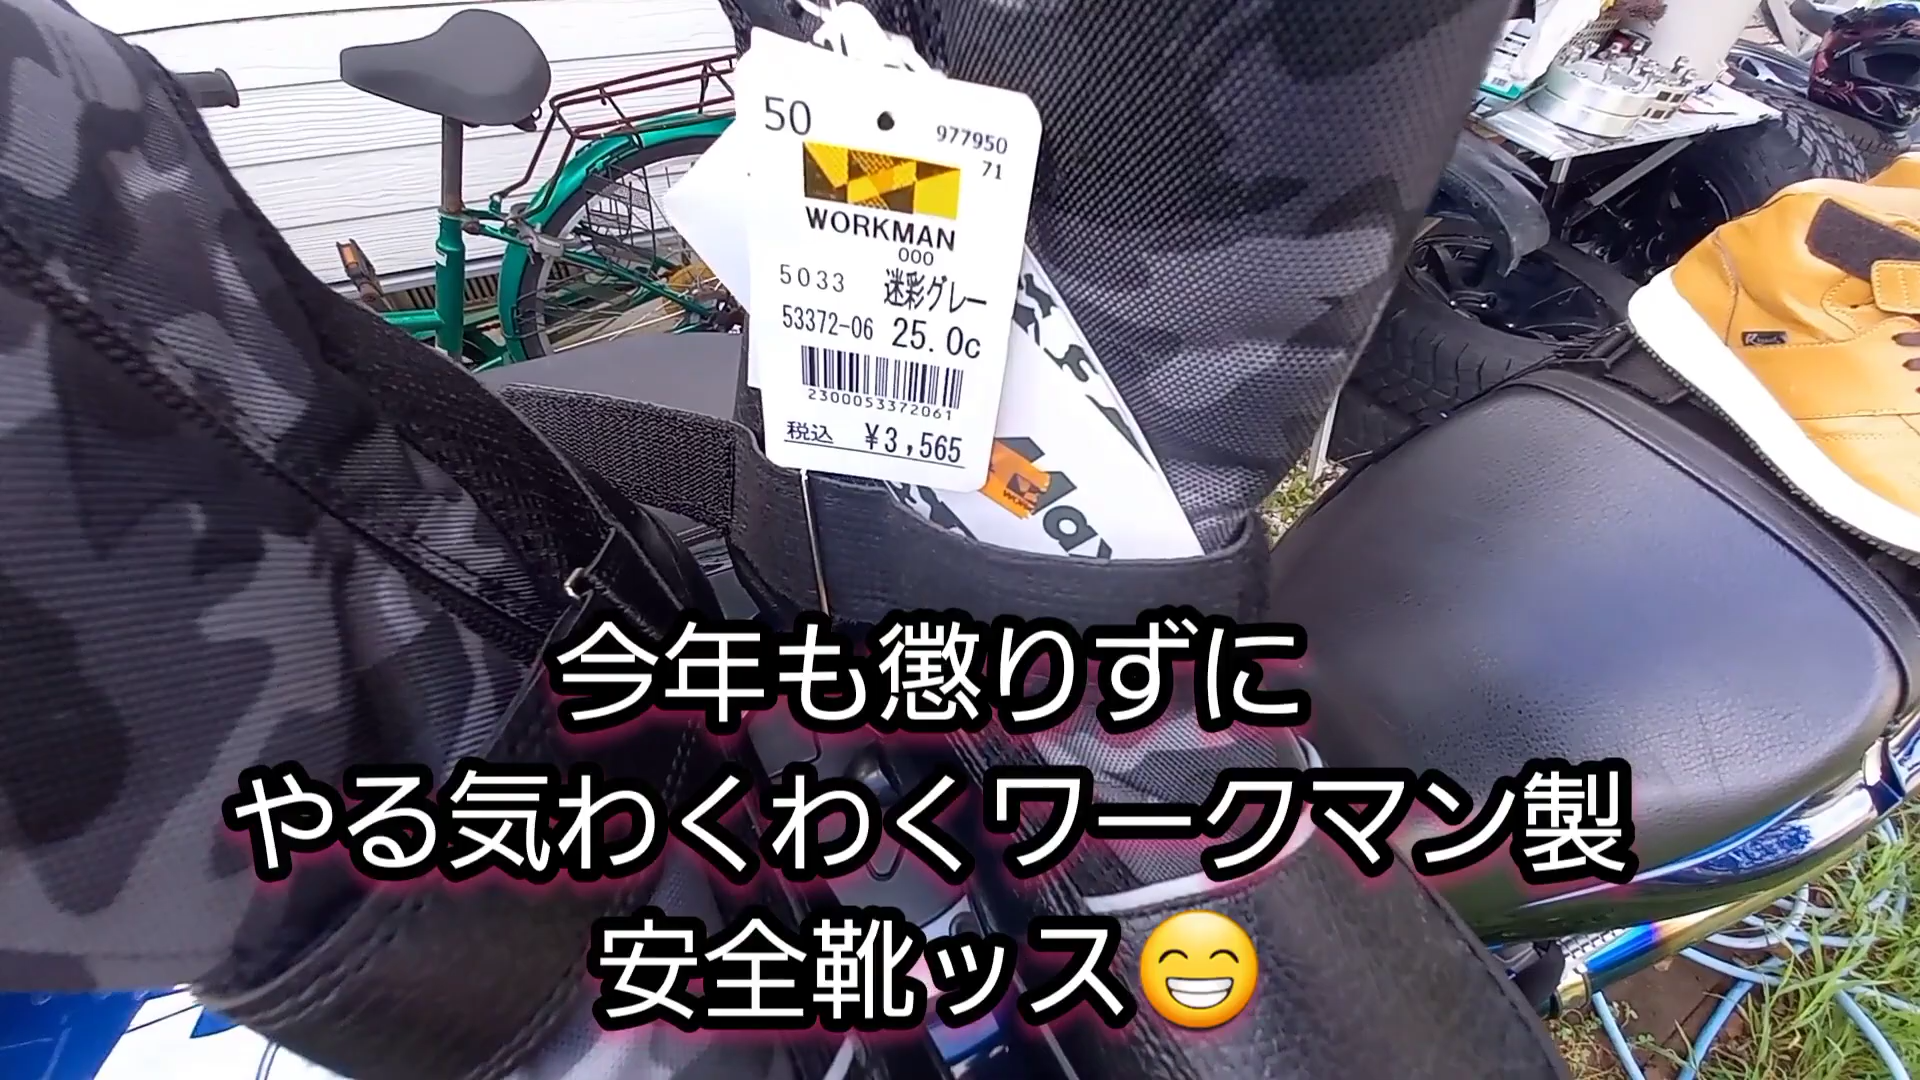 50
977950
71
WORKMAN
000
5033 迷彩グレー
53372-06 25.0c
2300053372061
税込 ¥3,565
May
今年も懲りずに
やる気わくわくワークマン製
安全靴ッス😁